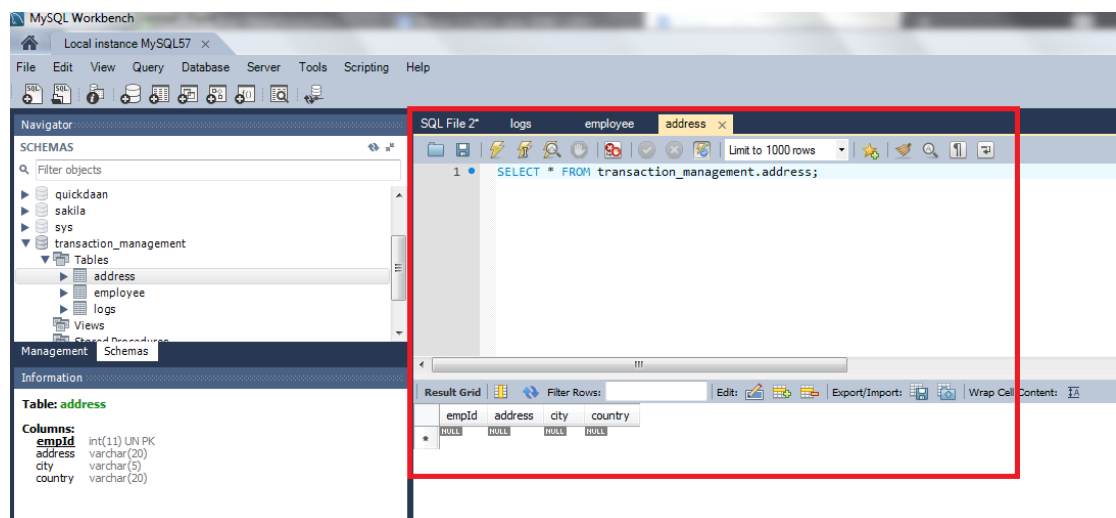 MySQL Workbench
Local instance MySQL57 ×
File Edit View Query Database Server Tools Scripting Help
Navigator
SCHEMAS
Filter objects
quickdaan
sakila
sys
transaction_management
Tables
address
employee
logs
Views
Stored Procedures
Management Schemas
Information
Table: address
Columns:
empId int(11) UN PK
address varchar(20)
city varchar(5)
country varchar(20)
SQL File 2* logs employee address ×
Limit to 1000 rows
1 SELECT * FROM transaction_management.address;
Result Grid Filter Rows: Edit: Export/Import: Wrap Cell Content: IA
empId address city country
* NULL NULL NULL NULL